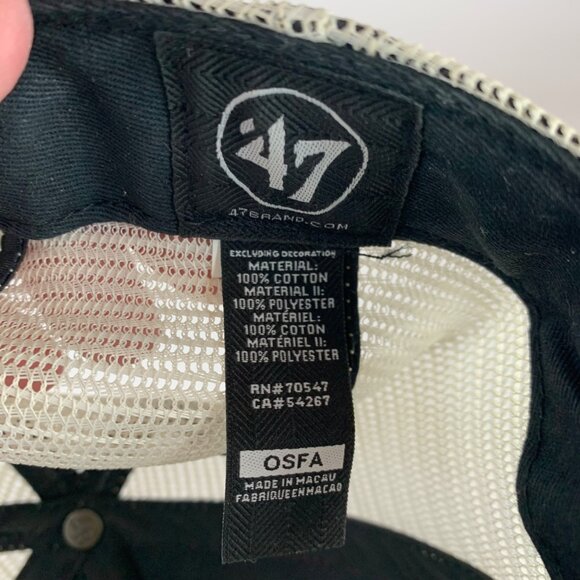 '47
47BRAND.COM
EXCLUDING DECORATION
MATERIAL:
100% COTTON
MATERIAL II:
100% POLYESTER
MATÉRIEL:
100% COTON
MATÉRIEL II:
100% POLYESTER
RN#70547
CA#54267
OSFA
MADE IN MACAU
FABRIQUEENMACAO